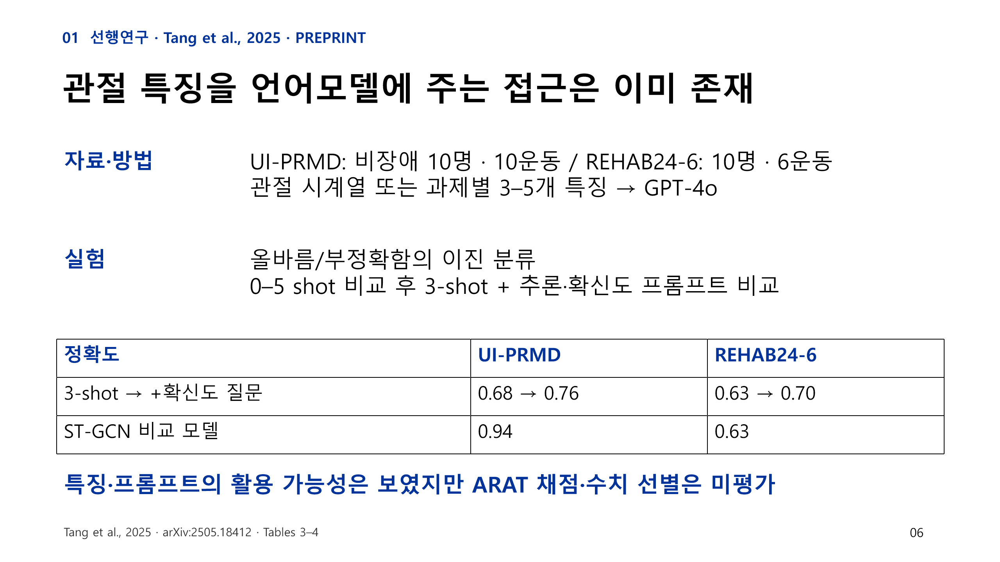 01 선행연구 · Tang et al., 2025 · PREPRINT
관절 특징을 언어모델에 주는 접근은 이미 존재
자료·방법
UI-PRMD: 비장애 10명 · 10운동 / REHAB24-6: 10명 · 6운동
관절 시계열 또는 과제별 3–5개 특징 → GPT-4o
실험
올바름/부정확함의 이진 분류
0–5 shot 비교 후 3-shot + 추론·확신도 프롬프트 비교
정확도 UI-PRMD REHAB24-6
3-shot → +확신도 질문 0.68 → 0.76 0.63 → 0.70
ST-GCN 비교 모델 0.94 0.63
특징·프롬프트의 활용 가능성은 보였지만 ARAT 채점·수치 선별은 미평가
Tang et al., 2025 · arXiv:2505.18412 · Tables 3–4
06